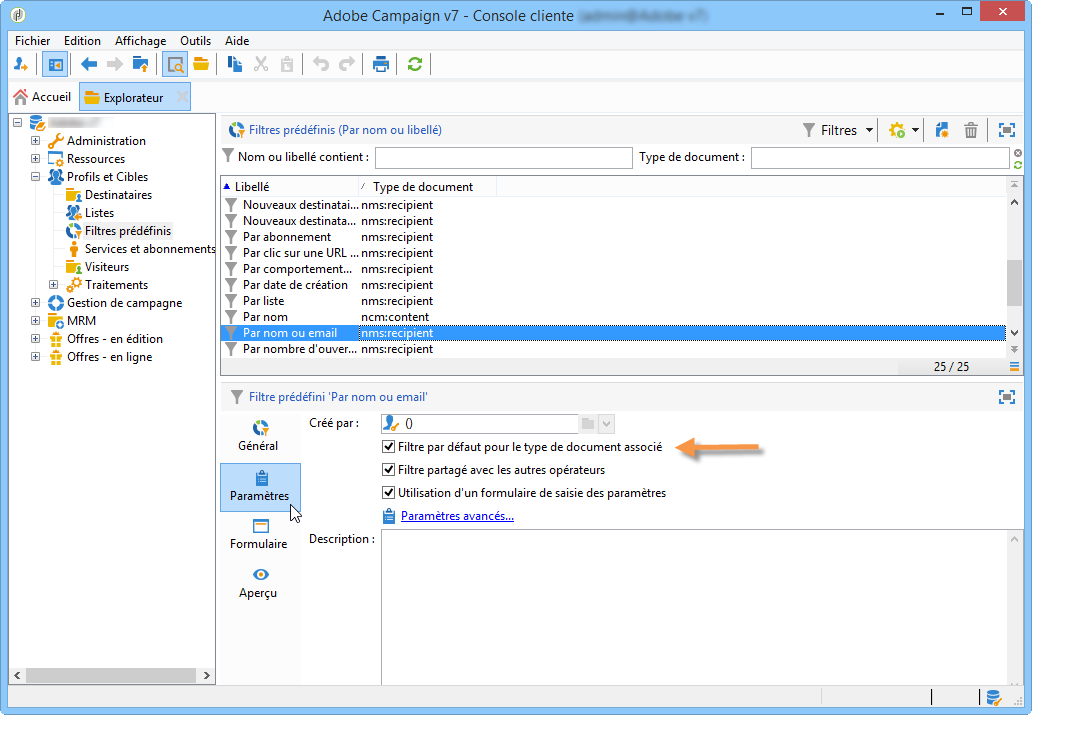 Adobe Campaign v7 - Console cliente
Fichier Edition Affichage Outils Aide
Accueil Explorateur
Administration
Ressources
Profils et Cibles
Destinataires
Listes
Filtres prédéfinis
Services et abonnements
Visiteurs
Traitements
Gestion de campagne
MRM
Offres - en édition
Offres - en ligne
Filtres prédéfinis (Par nom ou libellé) Filtres
Nom ou libellé contient : Type de document :
Libellé Type de document
Nouveaux destinatai... nms:recipient
Nouveaux destinata... nms:recipient
Par abonnement nms:recipient
Par clic sur une URL ... nms:recipient
Par comportement... nms:recipient
Par date de création nms:recipient
Par liste nms:recipient
Par nom ncm:content
Par nom ou email nms:recipient
Par nombre d'ouver... nms:recipient
25 / 25
Filtre prédéfini 'Par nom ou email'
Général
Paramètres
Formulaire
Aperçu
Créé par : ()
Filtre par défaut pour le type de document associé
Filtre partagé avec les autres opérateurs
Utilisation d'un formulaire de saisie des paramètres
Paramètres avancés...
Description :